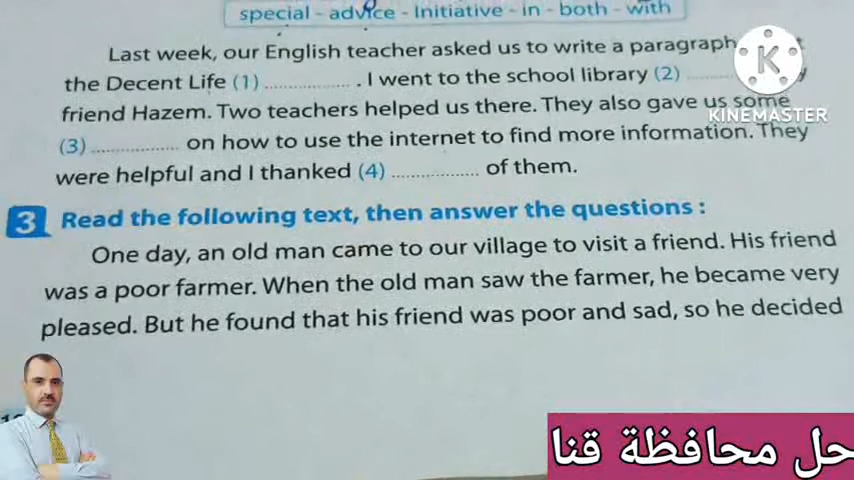 special - advice - Initiative - in - both - with
Last week, our English teacher asked us to write a paragraph
the Decent Life (1) .................. . I went to the school library (2) .........
friend Hazem. Two teachers helped us there. They also gave us some
(3) .................. on how to use the internet to find more information. They
were helpful and I thanked (4) .................. of them.
3 Read the following text, then answer the questions :
One day, an old man came to our village to visit a friend. His friend
was a poor farmer. When the old man saw the farmer, he became very
pleased. But he found that his friend was poor and sad, so he decided
K
KINEMASTER
حل محافظة قنا